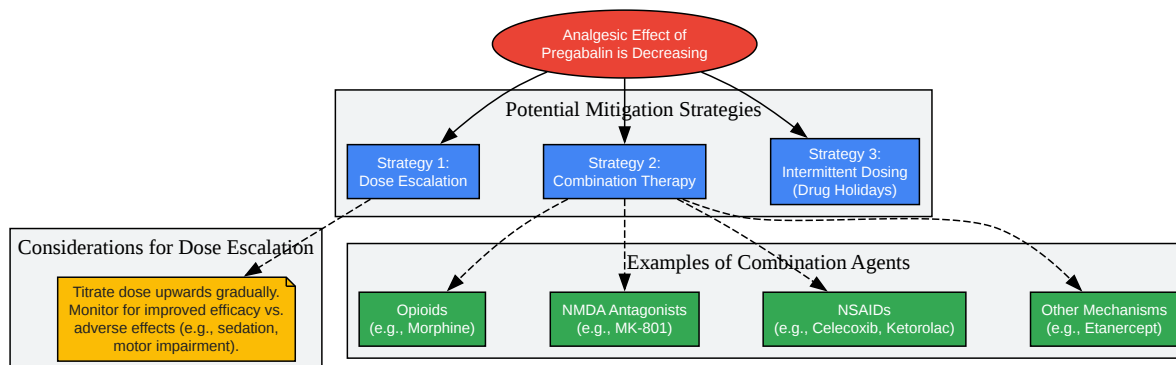 Analgesic Effect of
Pregabalin is Decreasing
Potential Mitigation Strategies
Strategy 1:
Dose Escalation
Strategy 2:
Combination Therapy
Strategy 3:
Intermittent Dosing
(Drug Holidays)
Considerations for Dose Escalation
Titrate dose upwards gradually.
Monitor for improved efficacy vs.
adverse effects (e.g., sedation,
motor impairment).
Examples of Combination Agents
Opioids
(e.g., Morphine)
NMDA Antagonists
(e.g., MK-801)
NSAIDs
(e.g., Celecoxib, Ketorolac)
Other Mechanisms
(e.g., Etanercept)